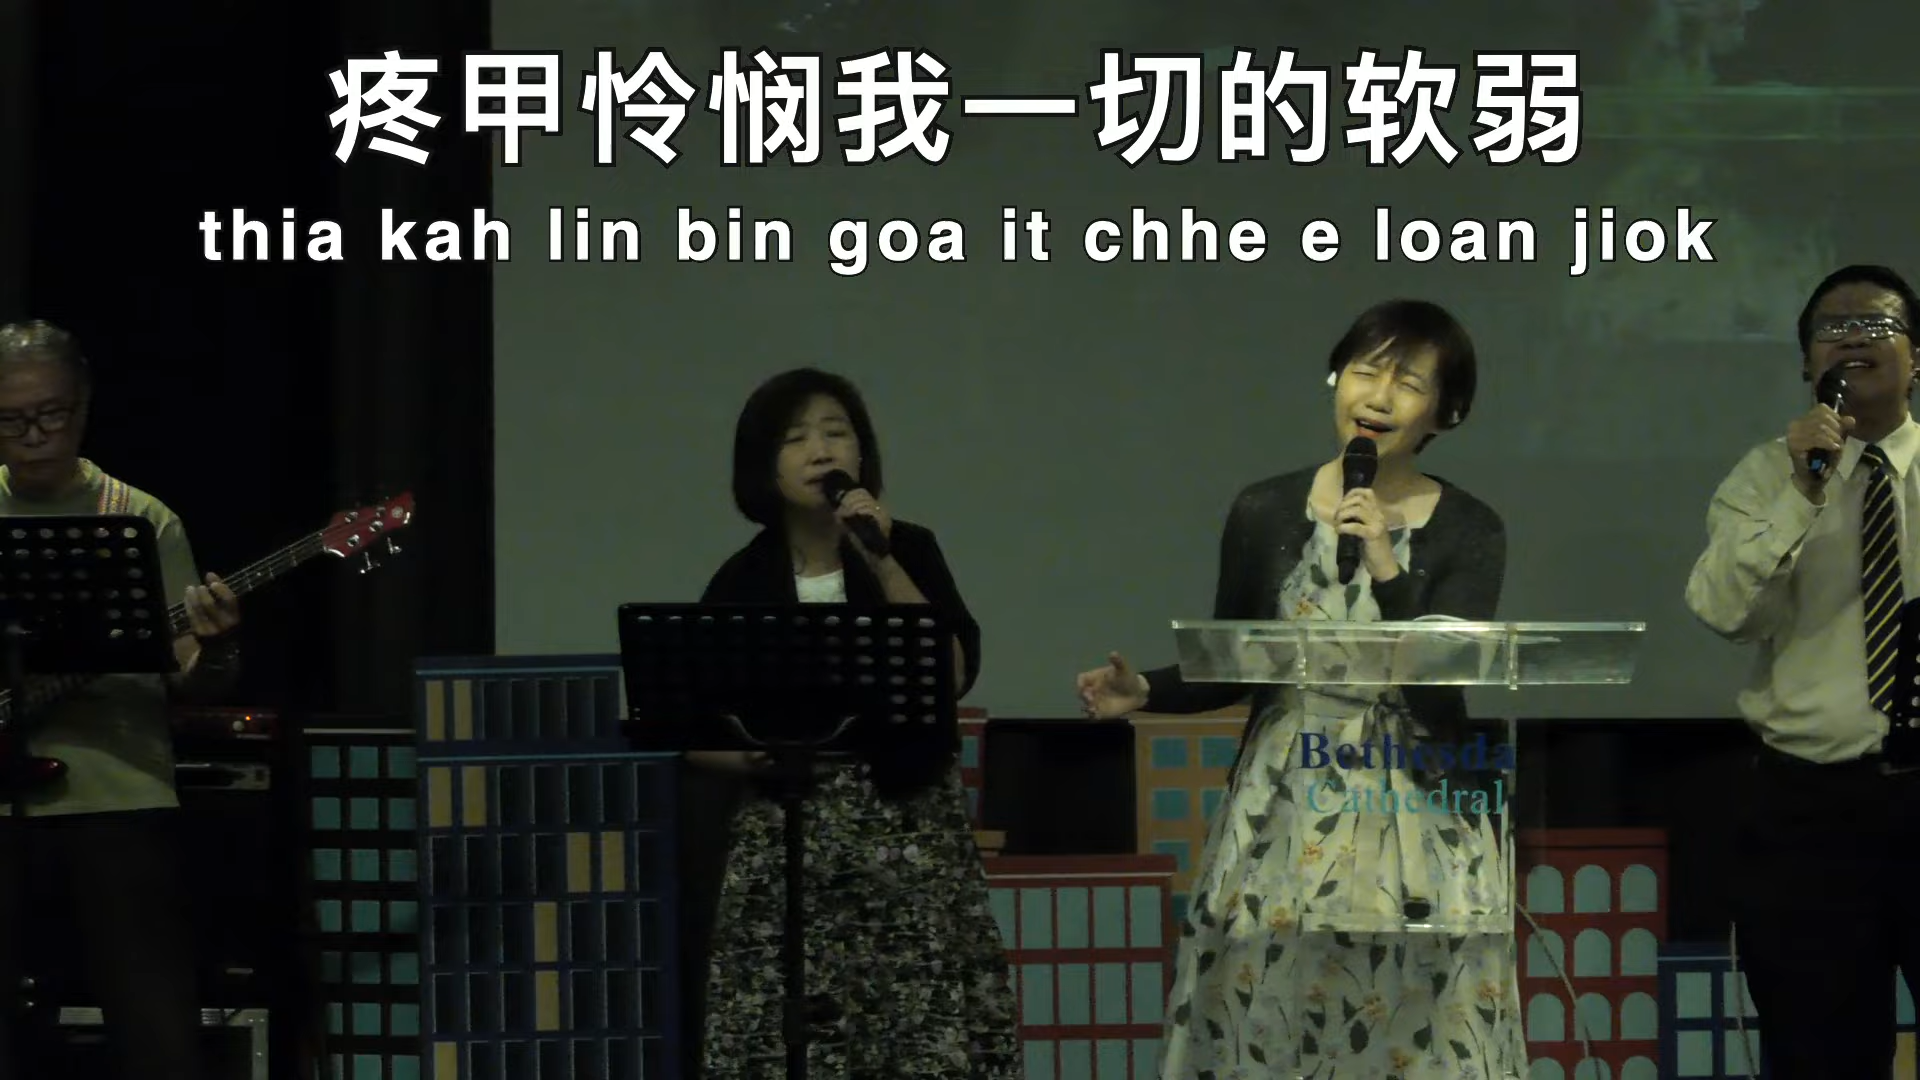 疼甲怜悯我一切的软弱
thia kah lin bin goa it chhe e loan jiok
Bethesda
Cathedral